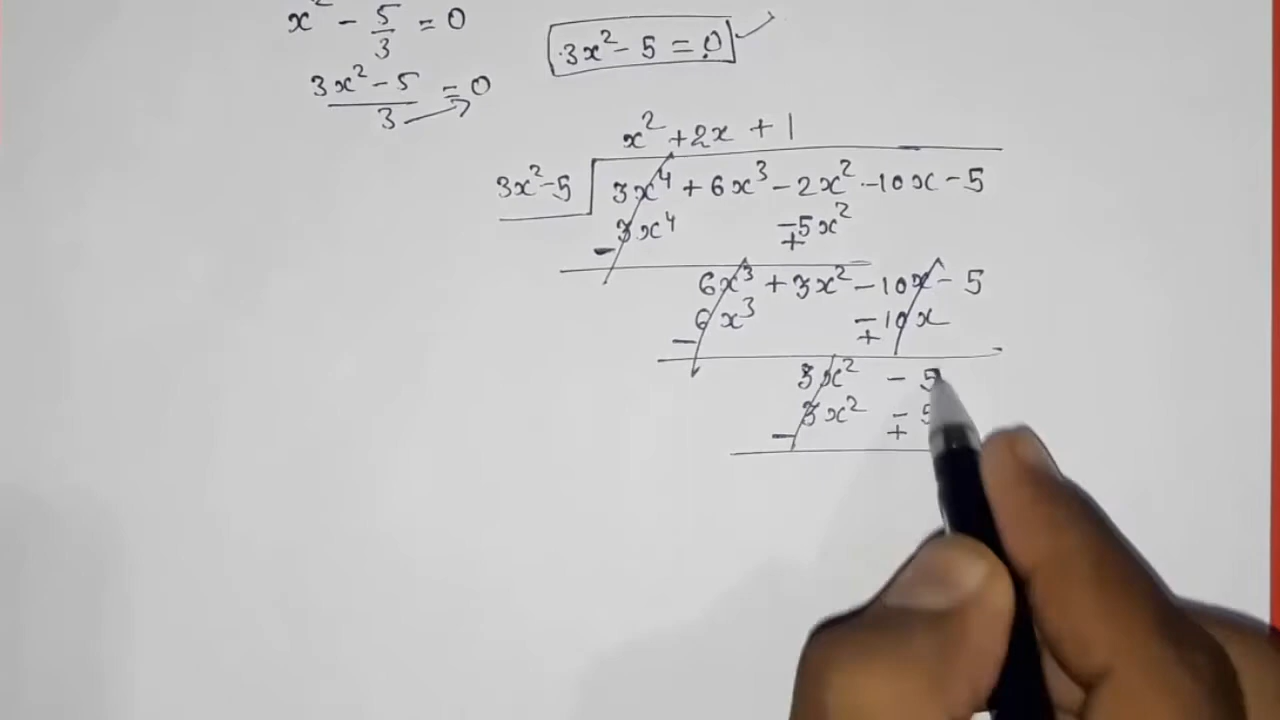 x² - 5/3 = 0
3x² - 5 = 0
(3x² - 5)/3 = 0
x² + 2x + 1
3x² - 5 3x⁴ + 6x³ - 2x² - 10x - 5
- 3x⁴ - + 5x²
6x³ + 3x² - 10x - 5
- 6x³ - + 10x
3x² - 5
- 3x² - + 5